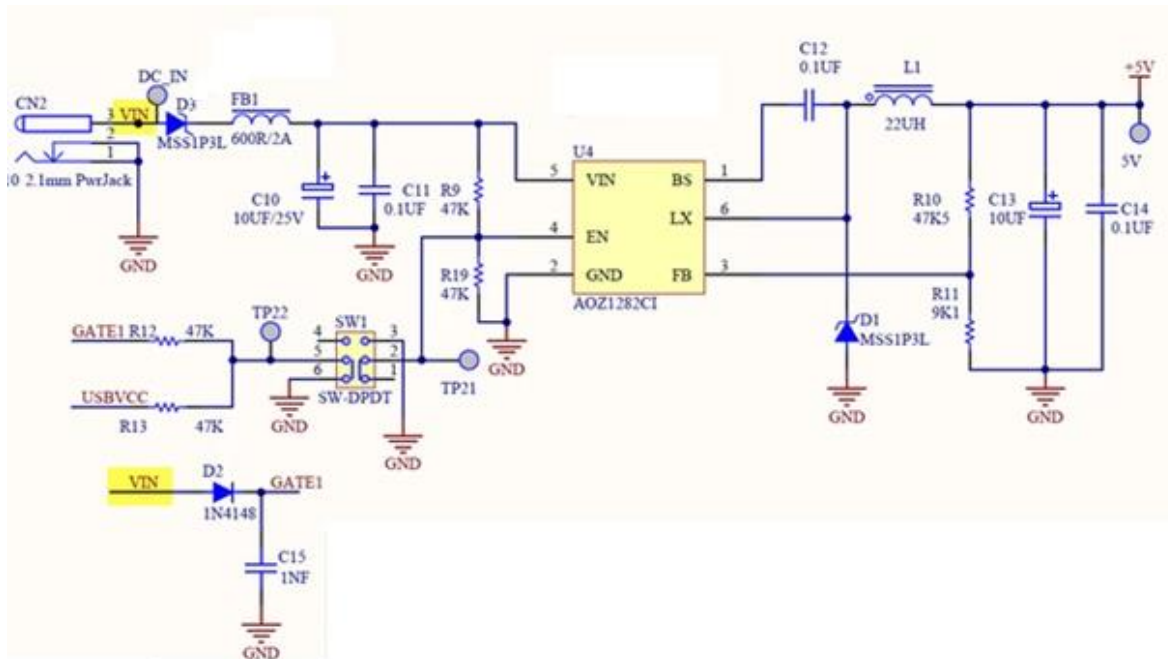 DC_IN
CN2
3
VIN
D3
FB1
MSS1P3L
600R/2A
2
1
2.1mm PwrJack
GND
C10
10UF/25V
C11
0.1UF
GND
R9
47K
R19
47K
GND
U4
5
VIN
BS
1
LX
6
4
EN
2
GND
FB
3
AOZ1282CI
C12
0.1UF
L1
22UH
+5V
5V
R10
47K5
C13
10UF
C14
0.1UF
R11
9K1
D1
MSS1P3L
GND
GND
TP22
GATE1
R12
47K
SW1
4
3
5
2
6
1
SW-DPDT
TP21
USBVCC
R13
47K
GND
GND
VIN
D2
GATE1
1N4148
C15
1NF
GND